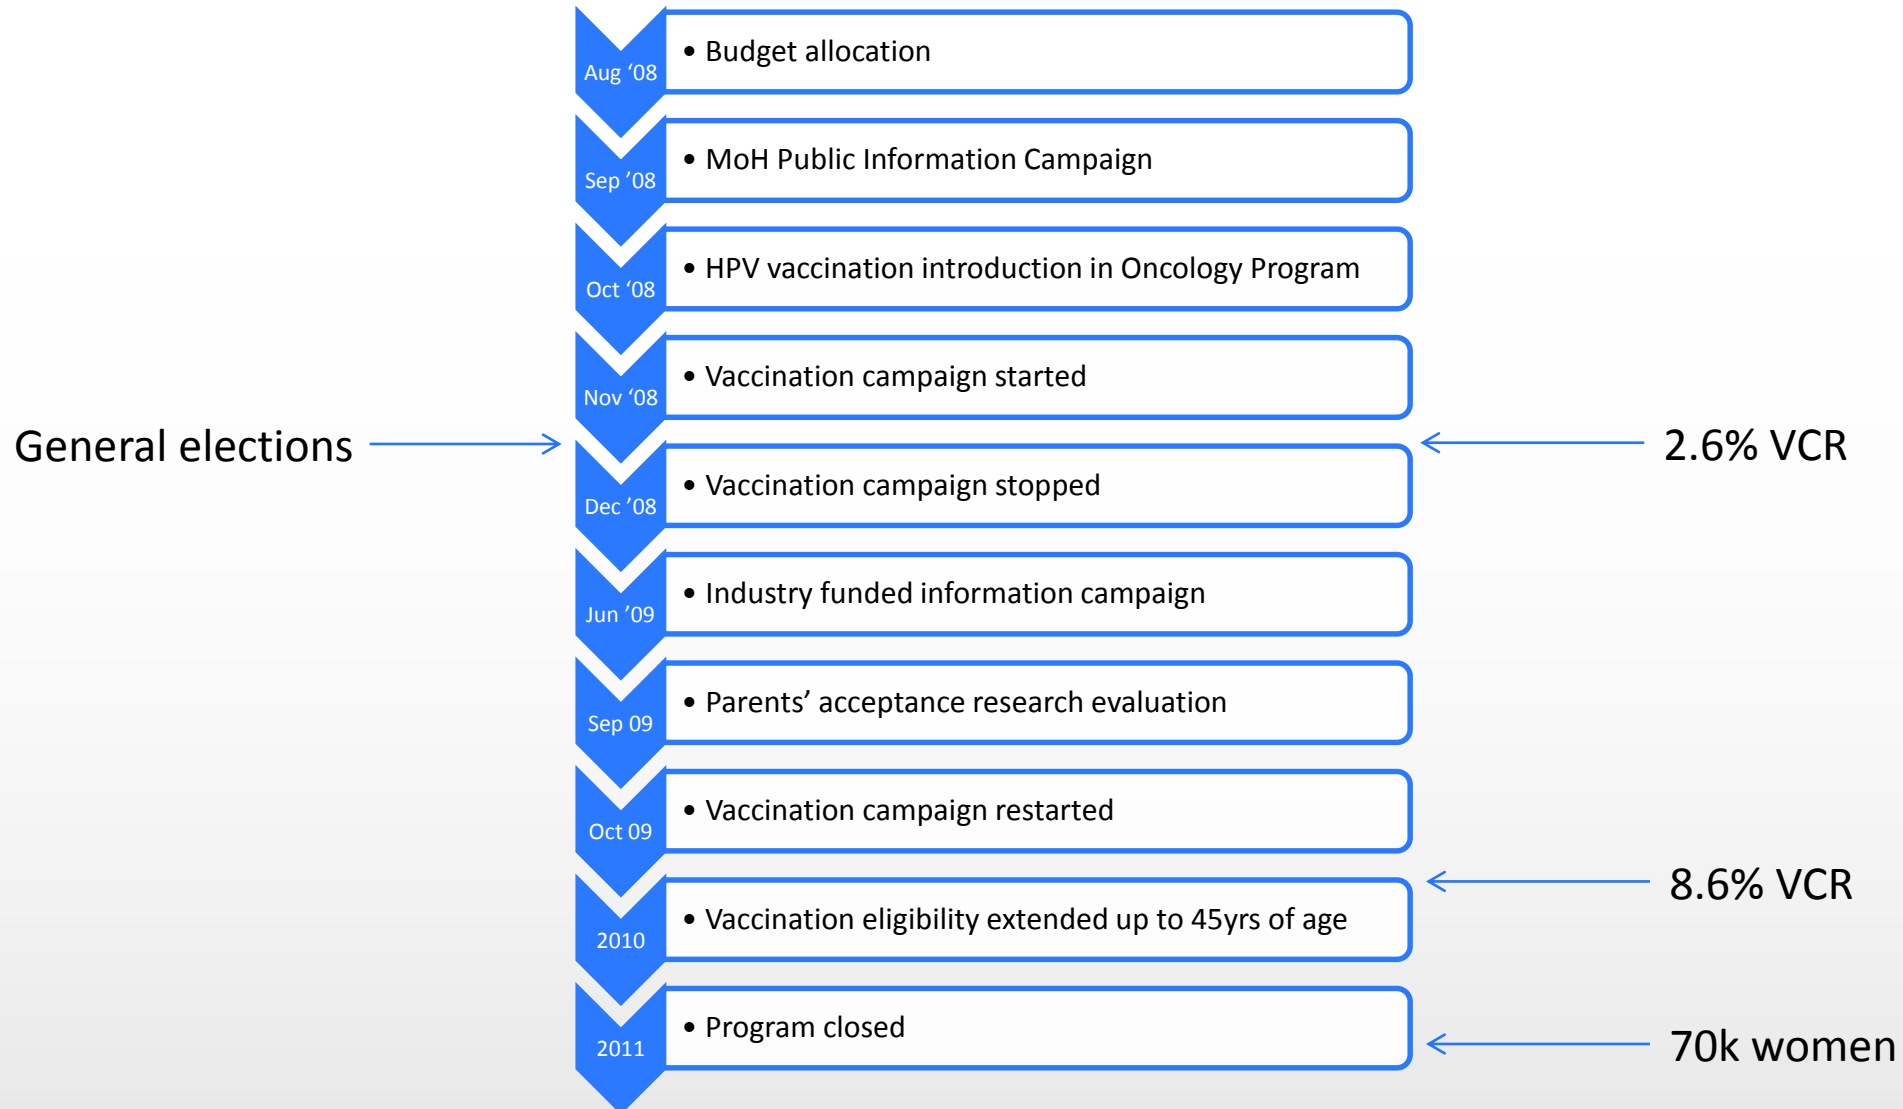 Aug ‘08
• Budget allocation
Sep ’08
• MoH Public Information Campaign
Oct ‘08
• HPV vaccination introduction in Oncology Program
Nov ‘08
• Vaccination campaign started
General elections
2.6% VCR
Dec ’08
• Vaccination campaign stopped
Jun ’09
• Industry funded information campaign
Sep 09
• Parents’ acceptance research evaluation
Oct 09
• Vaccination campaign restarted
8.6% VCR
2010
• Vaccination eligibility extended up to 45yrs of age
2011
• Program closed
70k women